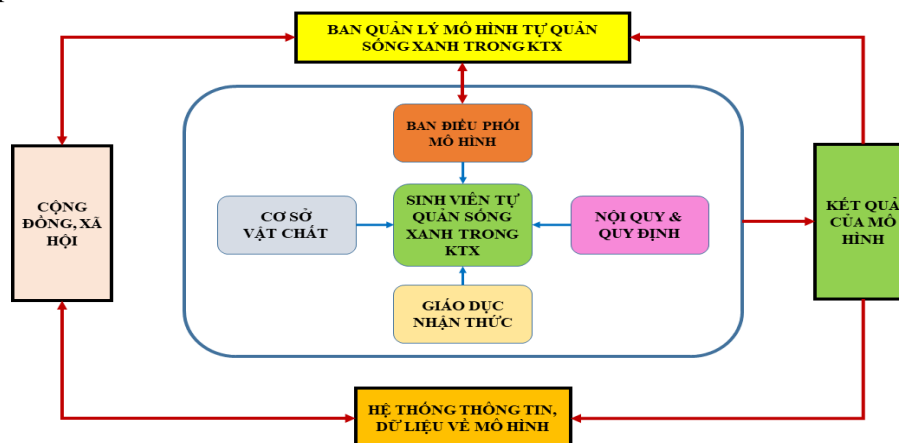 BAN QUẢN LÝ MÔ HÌNH TỰ QUẢN
SỐNG XANH TRONG KTX
BAN ĐIỀU PHỐI
MÔ HÌNH
CỘNG
ĐỒNG, XÃ
HỘI
CƠ SỞ
VẬT CHẤT
SINH VIÊN TỰ
QUẢN SỐNG
XANH TRONG
KTX
NỘI QUY &
QUY ĐỊNH
KẾT QUẢ
CỦA MÔ
HÌNH
GIÁO DỤC
NHẬN THỨC
HỆ THỐNG THÔNG TIN,
DỮ LIỆU VỀ MÔ HÌNH